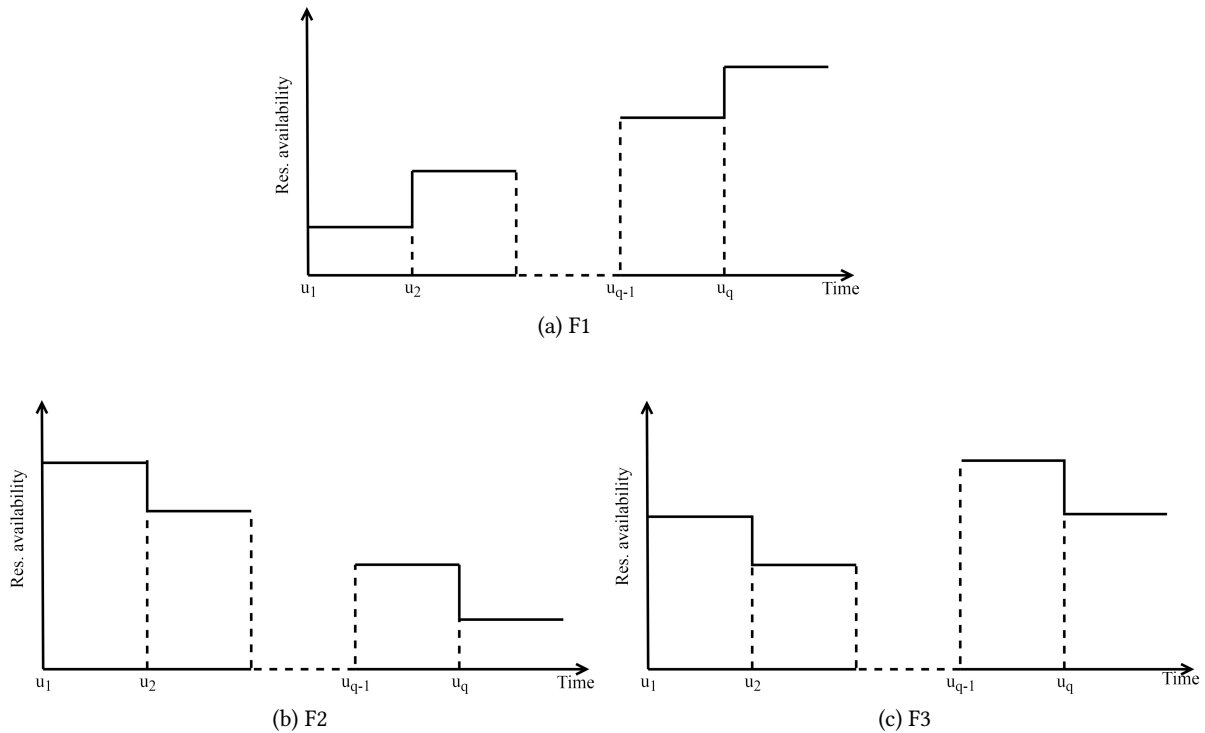 Res. availability
u1
u2
uq-1
uq
Time
(a) F1
Res. availability
u1
u2
uq-1
uq
Time
(b) F2
Res. availability
u1
u2
uq-1
uq
Time
(c) F3